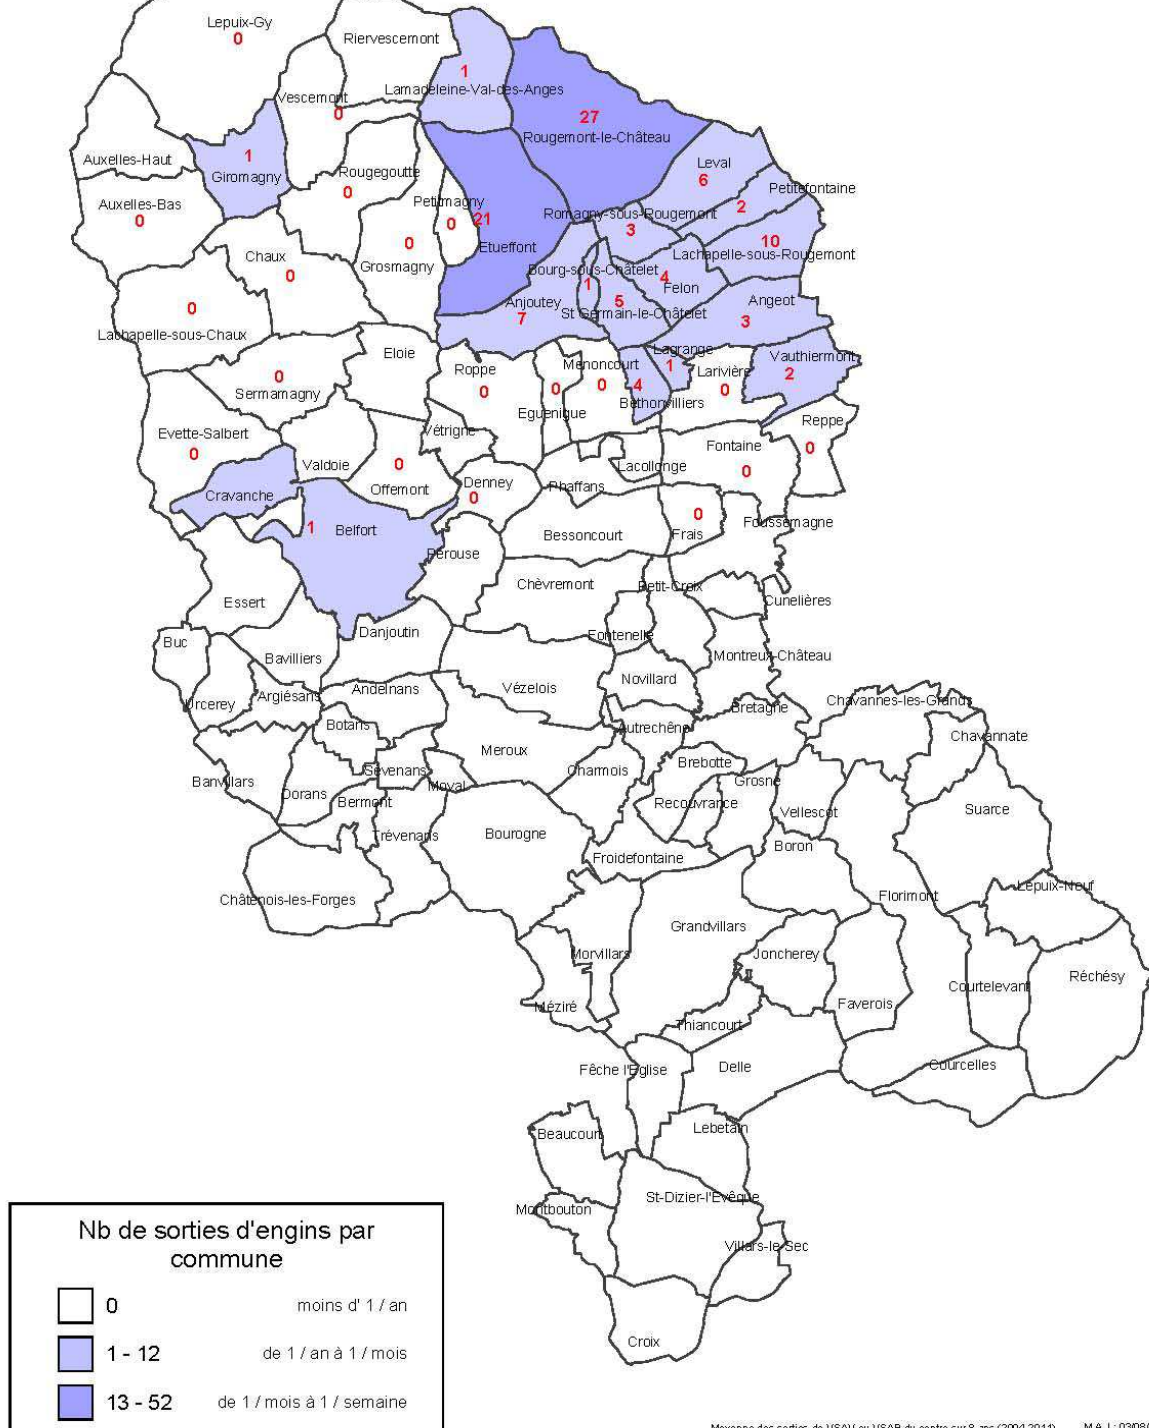 Lepuix-Gy
0
Riervescemont
1
Lamadeleine-Val-des-Anges
Vescemont
0
27
Rougemont-le-Château
Auxelles-Haut
1
Giromagny
Rougegoutte
0
Leval
6
Petitefontaine
2
Auxelles-Bas
0
Petitmagny
0
21
Etueffont
Romagny-sous-Rougemont
3
10
Lachapelle-sous-Rougemont
Chaux
0
0
Grosmagny
Bourg-sous-Châtelet
1
4
Felon
Anjoutey
7
5
St Germain-le-Châtelet
Angeot
3
0
Lachapelle-sous-Chaux
Eloie
Roppe
0
Menoncourt
0
0
Eguenigue
4
Bethonvilliers
Lagrange
1
Larivière
0
Vauthiermont
2
0
Sermamagny
Evette-Salbert
0
Vétrigne
Reppe
0
Valdoie
0
Offemont
Denney
0
Phaffans
Lacollonge
Fontaine
0
Cravanche
1
Belfort
Pérouse
Bessoncourt
0
Frais
Foussemagne
Essert
Chèvremont
Petit-Croix
Cunelières
Buc
Bavilliers
Danjoutin
Fontenelle
Montreux-Château
Urcerey
Argiésans
Andelnans
Vézelois
Novillard
Botans
Autrechêne
Bretagne
Chavannes-les-Grands
Chavannate
Banvillars
Dorans
Sévenans
Moval
Meroux
Charmois
Brebotte
Grosne
Bermont
Trévenans
Bourogne
Recouvrance
Vellescot
Suarce
Froidefontaine
Boron
Châtenois-les-Forges
Florimont
Lepuix-Neuf
Grandvillars
Morvillars
Joncherey
Méziré
Faverois
Courtelevant
Réchésy
Thiancourt
Fêche l'Eglise
Delle
Courcelles
Beaucourt
Lebetain
Montbouton
St-Dizier-l'Evêque
Villars-le-Sec
Croix
Nb de sorties d'engins par
commune
0 moins d' 1 / an
1 - 12 de 1 / an à 1 / mois
13 - 52 de 1 / mois à 1 / semaine